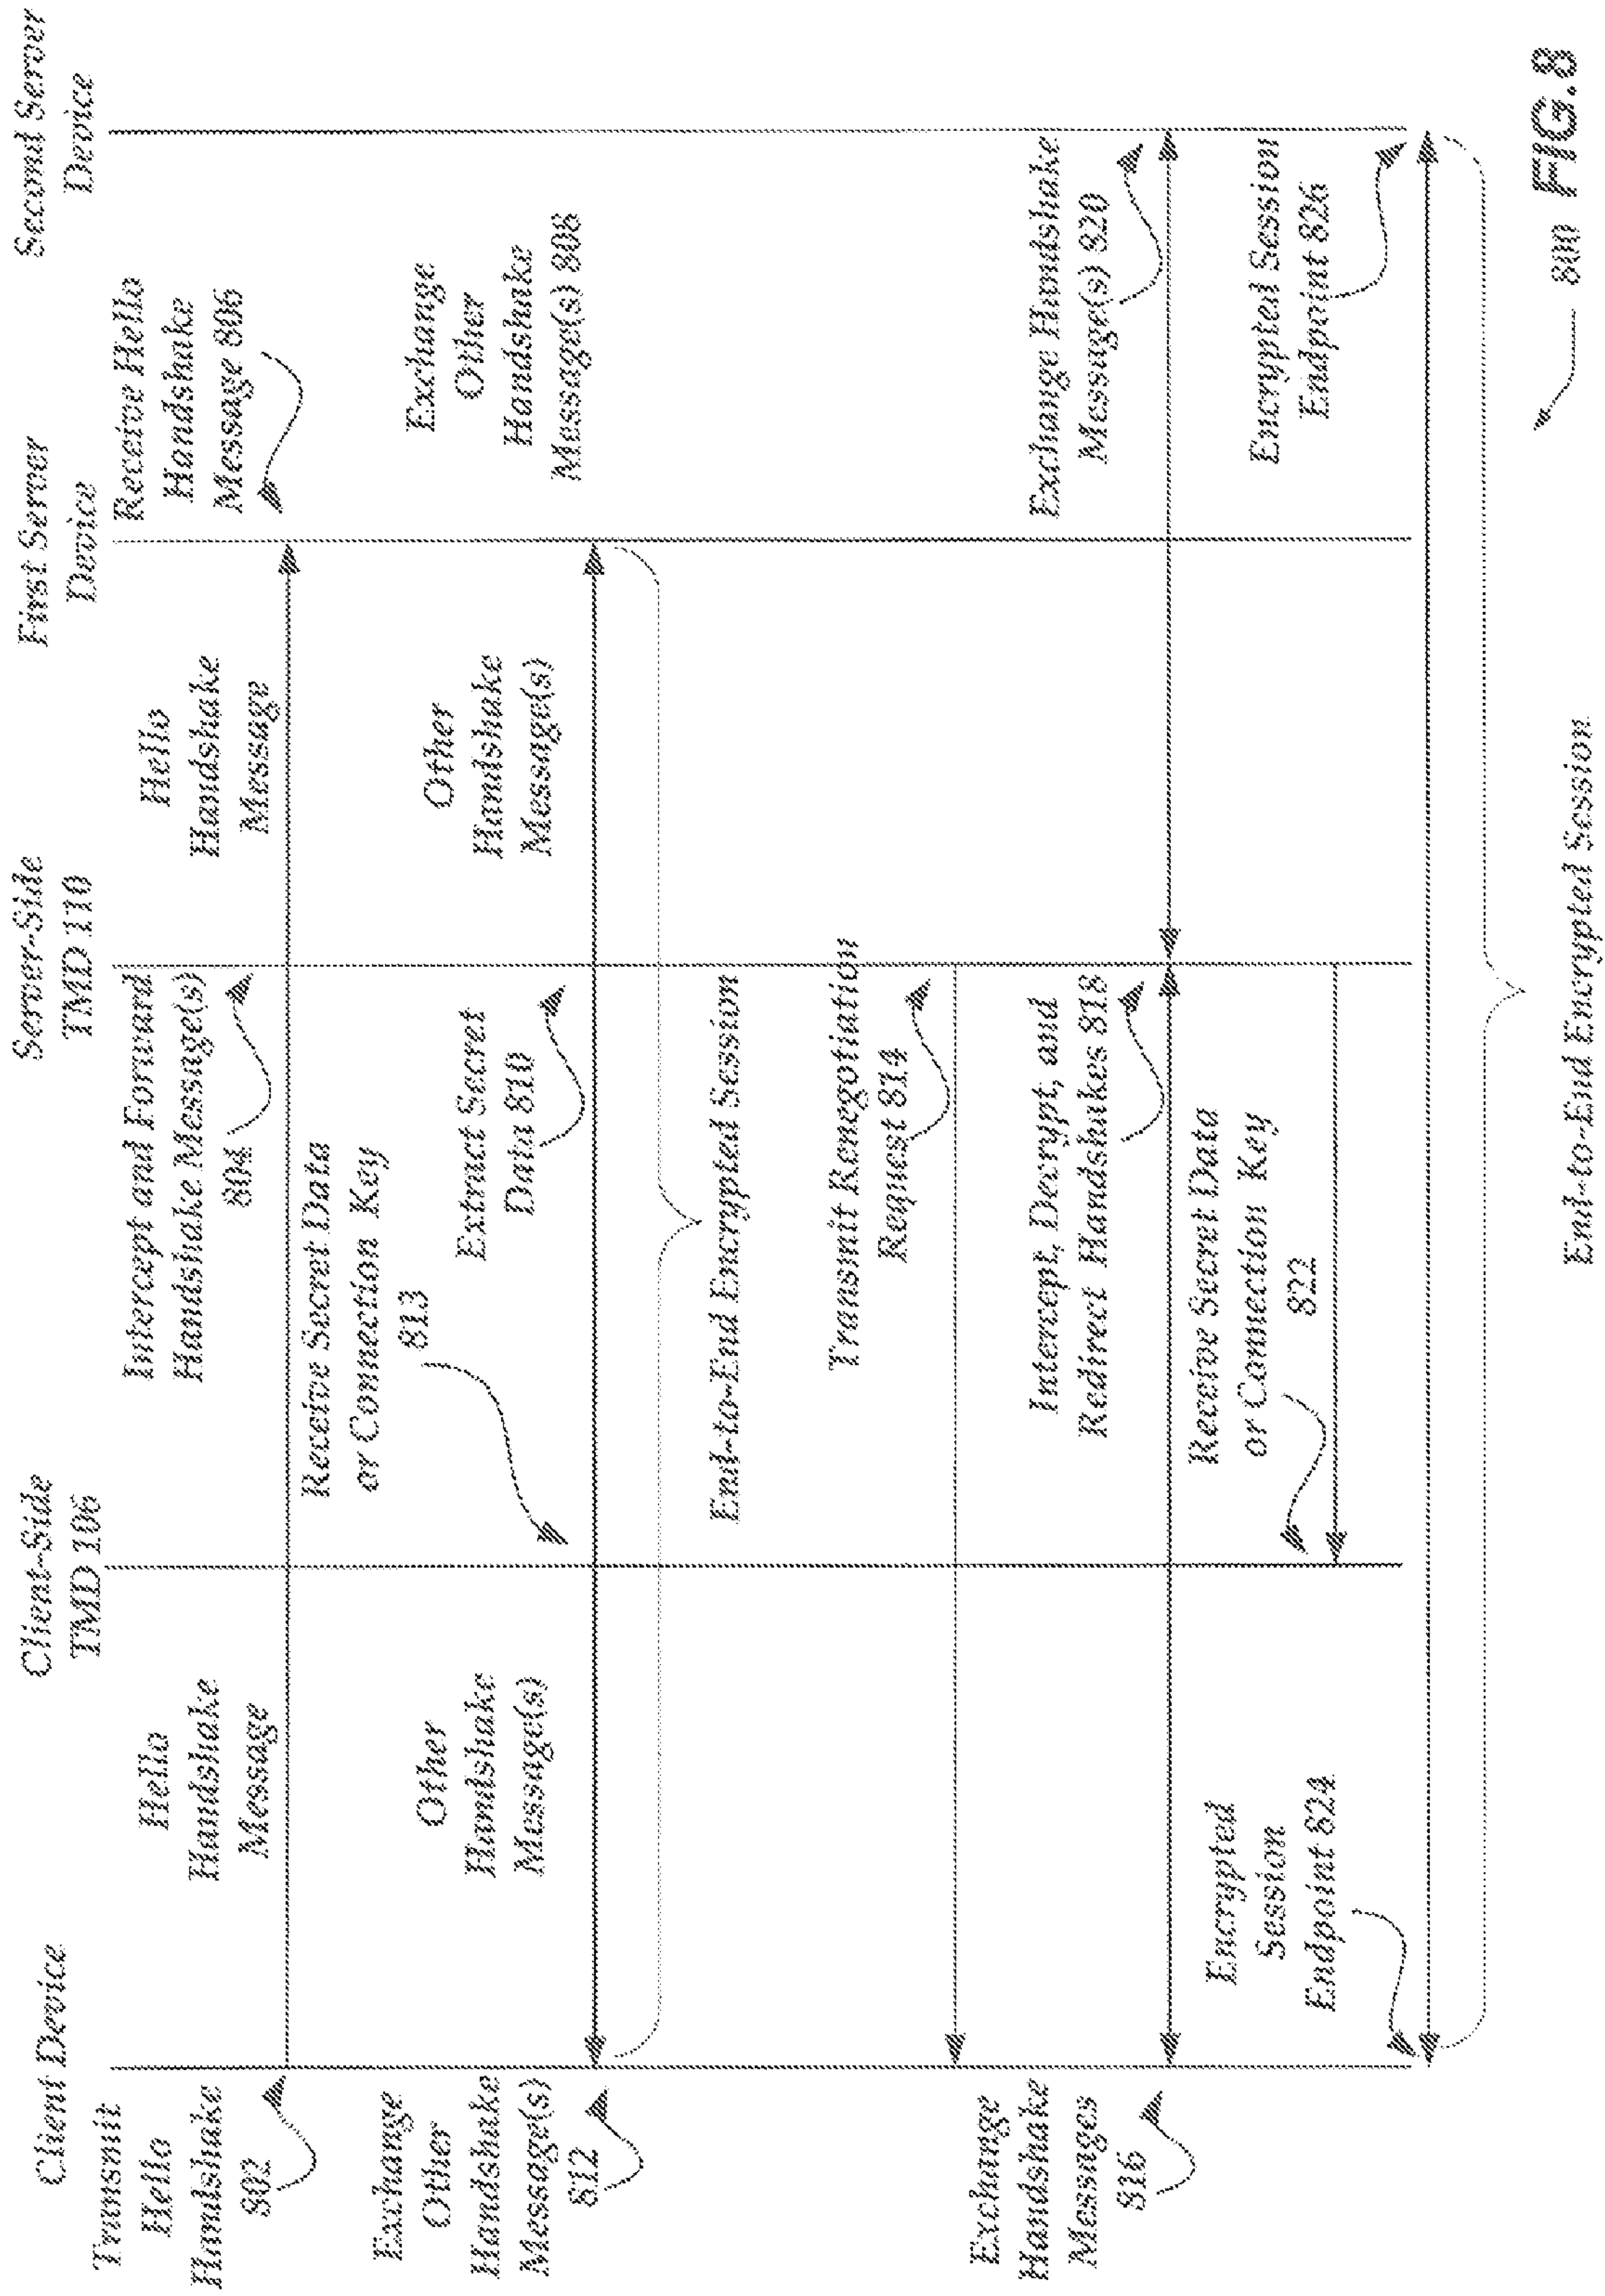 Client Device
Client-Side
TMD 106
Server-Side
TMD 110
First Server
Device
Second Server
Device
Transmit
Hello
Handshake
802
Hello
Handshake
Message
Intercept and Forward
Handshake Message(s)
804
Hello
Handshake
Message
Receive Hello
Handshake
Message 806
Receive Secret Data
or Connection Key
813
Exchange
Other
Handshake
Message(s)
812
Other
Handshake
Message(s)
Extract Secret
Data 810
Other
Handshake
Message(s)
Exchange
Other
Handshake
Message(s) 808
End-to-End Encrypted Session
Transmit Renegotiation
Request 814
Exchange
Handshake
Messages
816
Intercept, Decrypt, and
Redirect Handshakes 818
Exchange Handshake
Message(s) 820
Encrypted
Session
Endpoint 824
Receive Secret Data
or Connection Key
822
Encrypted Session
Endpoint 826
End-to-End Encrypted Session
800
FIG.8